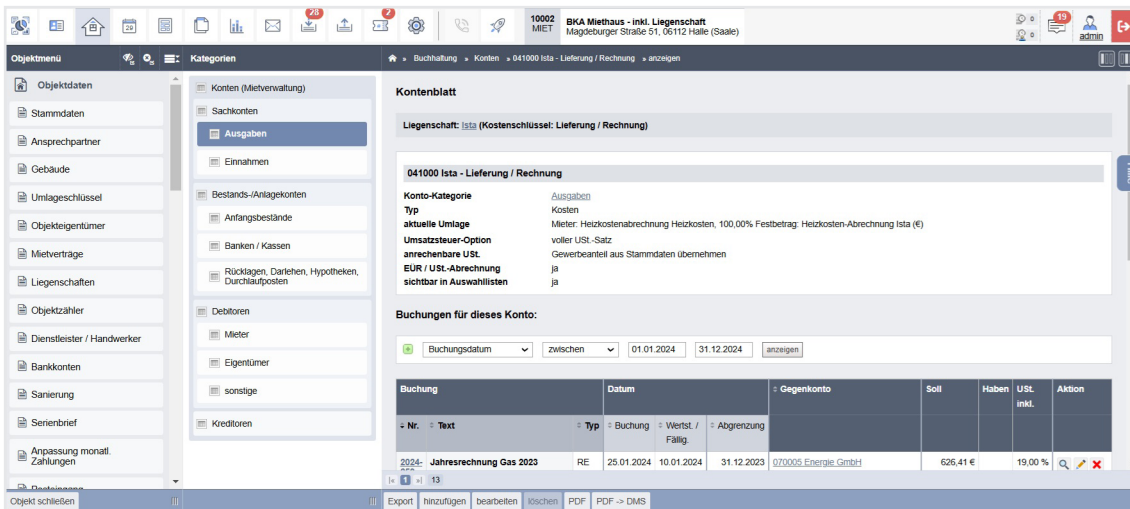 28
2
19
29
10002
MIET
BKA Miethaus - inkl. Liegenschaft
Magdeburger Straße 51, 06112 Halle (Saale)
0
0
admin
Objektmenü
Kategorien
» Buchhaltung » Konten » 041000 Ista - Lieferung / Rechnung » anzeigen
Objektdaten
Stammdaten
Ansprechpartner
Gebäude
Umlageschlüssel
Objekteigentümer
Mietverträge
Liegenschaften
Objektzähler
Dienstleister / Handwerker
Bankkonten
Sanierung
Serienbrief
Anpassung monatl.
Zahlungen
Posteingang
Objekt schließen
Konten (Mietverwaltung)
Sachkonten
Ausgaben
Einnahmen
Bestands-/Anlagekonten
Anfangsbestände
Banken / Kassen
Rücklagen, Darlehen, Hypotheken,
Durchlaufposten
Debitoren
Mieter
Eigentümer
sonstige
Kreditoren
Kontenblatt
Liegenschaft: Ista (Kostenschlüssel: Lieferung / Rechnung)
041000 Ista - Lieferung / Rechnung
Konto-Kategorie Ausgaben
Typ Kosten
aktuelle Umlage Mieter: Heizkostenabrechnung Heizkosten, 100,00% Festbetrag: Heizkosten-Abrechnung Ista (€)
Umsatzsteuer-Option voller USt.-Satz
anrechenbare USt. Gewerbeanteil aus Stammdaten übernehmen
EÜR / USt.-Abrechnung ja
sichtbar in Auswahllisten ja
Buchungen für dieses Konto:
Buchungsdatum zwischen 01.01.2024 31.12.2024 anzeigen
Buchung Datum Gegenkonto Soll Haben USt. inkl. Aktion
Nr. Text Typ Buchung Wertst. / Fällig. Abgrenzung
2024- Jahresrechnung Gas 2023 RE 25.01.2024 10.01.2024 31.12.2023 070005 Energie GmbH 626,41 € 19,00 %
1 13
Export hinzufügen bearbeiten löschen PDF PDF -> DMS